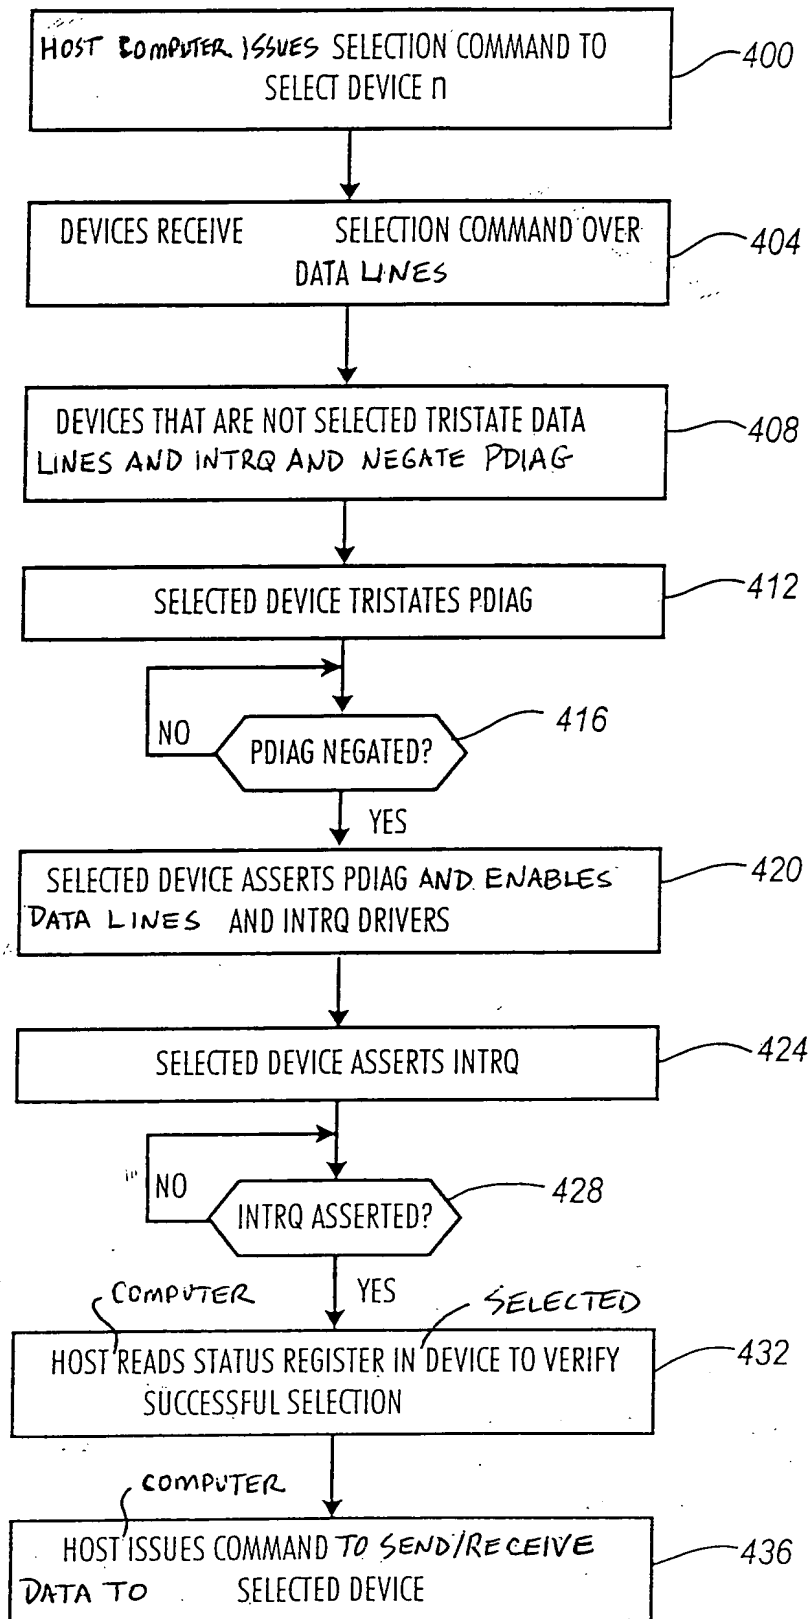 HOST COMPUTER ISSUES SELECTION COMMAND TO
SELECT DEVICE n
400
DEVICES RECEIVE SELECTION COMMAND OVER
DATA LINES
404
DEVICES THAT ARE NOT SELECTED TRISTATE DATA
LINES AND INTRQ AND NEGATE PDIAG
408
SELECTED DEVICE TRISTATES PDIAG
412
NO
PDIAG NEGATED?
416
YES
SELECTED DEVICE ASSERTS PDIAG AND ENABLES
DATA LINES AND INTRQ DRIVERS
420
SELECTED DEVICE ASSERTS INTRQ
424
NO
INTRQ ASSERTED?
428
YES
COMPUTER
SELECTED
HOST READS STATUS REGISTER IN DEVICE TO VERIFY
SUCCESSFUL SELECTION
432
COMPUTER
HOST ISSUES COMMAND TO SEND/RECEIVE
DATA TO SELECTED DEVICE
436